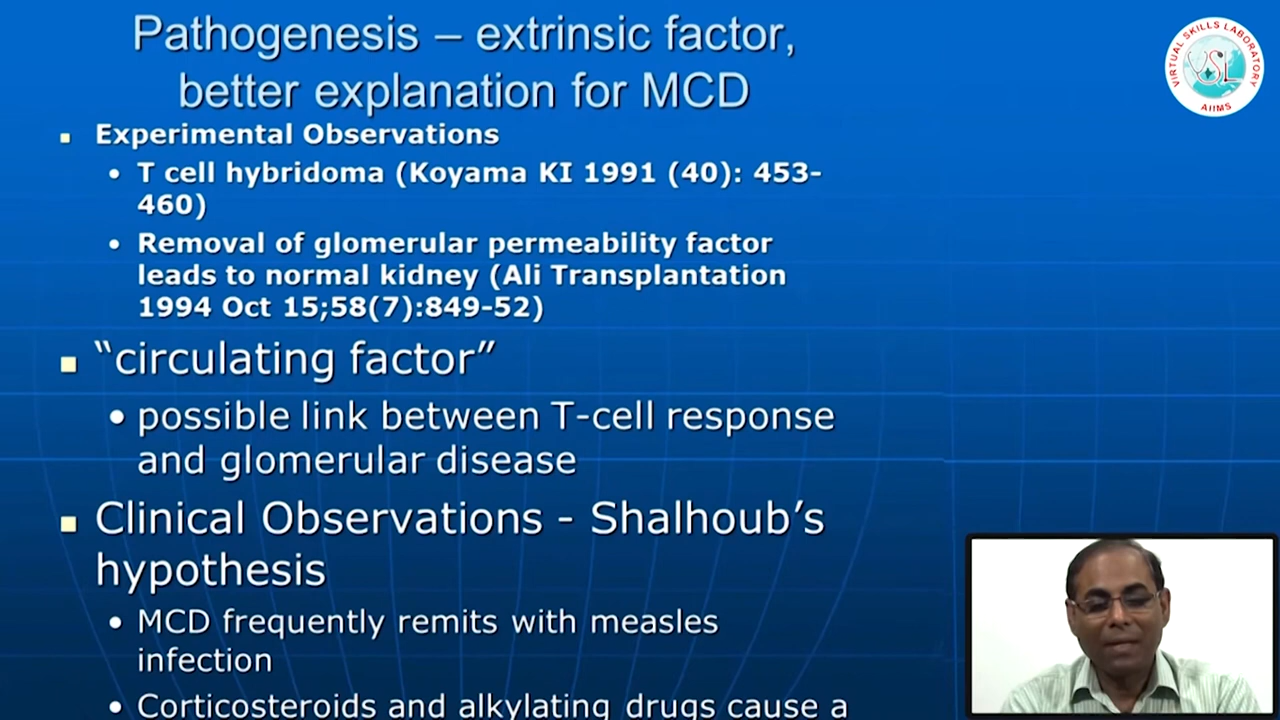 Pathogenesis – extrinsic factor,
better explanation for MCD
Experimental Observations
T cell hybridoma (Koyama KI 1991 (40): 453-
460)
Removal of glomerular permeability factor
leads to normal kidney (Ali Transplantation
1994 Oct 15;58(7):849-52)
“circulating factor”
possible link between T-cell response
and glomerular disease
Clinical Observations - Shalhoub’s
hypothesis
MCD frequently remits with measles
infection
Corticosteroids and alkylating drugs cause a
VIRTUAL SKILLS LABORATORY
VSL
AIIMS